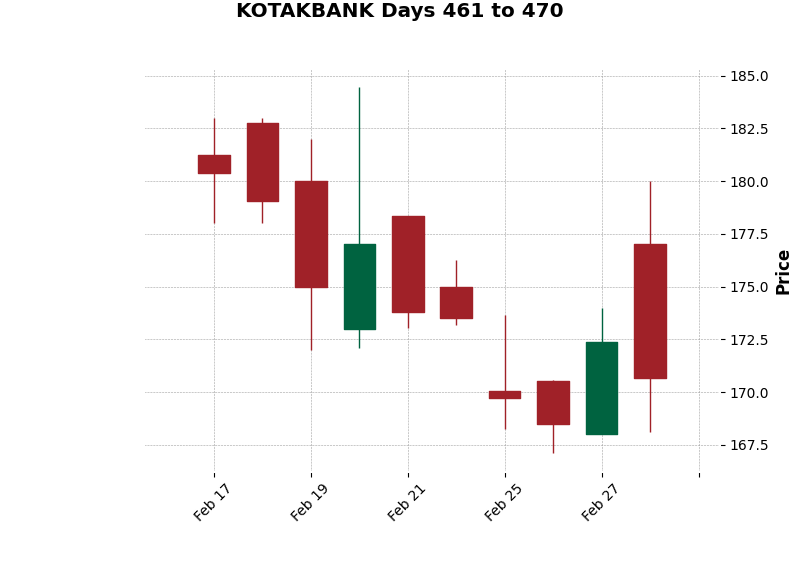 KOTAKBANK Days 461 to 470
185.0
182.5
180.0
177.5
175.0
172.5
170.0
167.5
Price
Feb 17
Feb 19
Feb 21
Feb 25
Feb 27